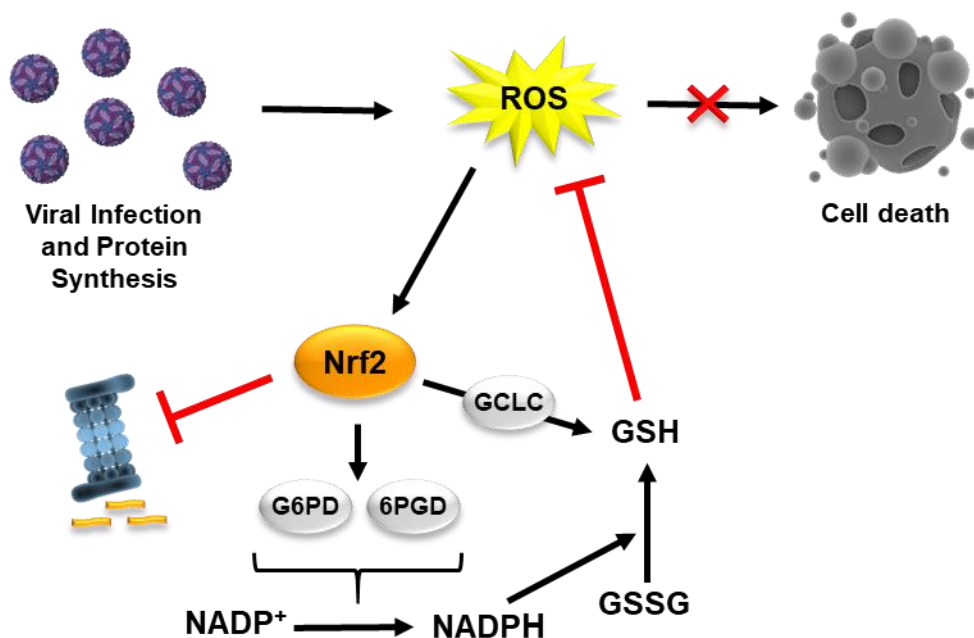 ROS
Viral Infection
and Protein
Synthesis
Cell death
Nrf2
GCLC
GSH
G6PD
6PGD
NADP⁺
NADPH
GSSG